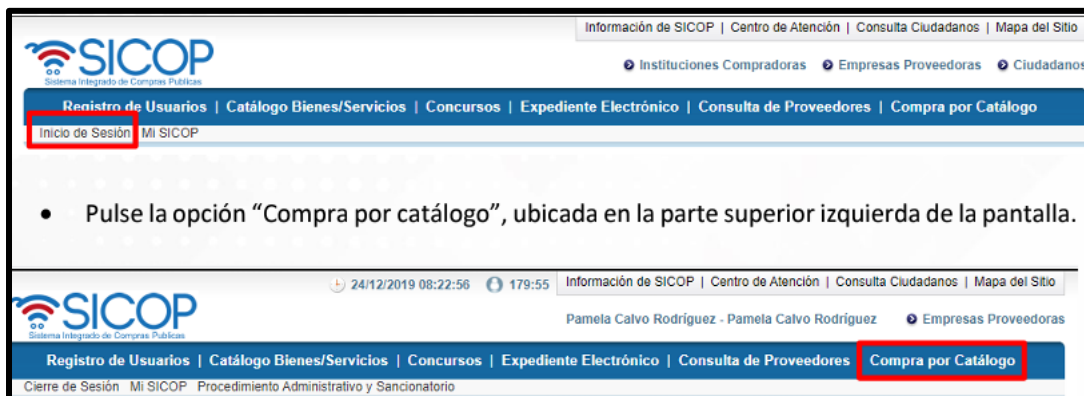 Información de SICOP | Centro de Atención | Consulta Ciudadanos | Mapa del Sitio
SICOP
Sistema Integrado de Compras Publicas
Instituciones Compradoras Empresas Proveedoras Ciudadanos
Registro de Usuarios | Catálogo Bienes/Servicios | Concursos | Expediente Electrónico | Consulta de Proveedores | Compra por Catálogo
Inicio de Sesión Mi SICOP
• Pulse la opción “Compra por catálogo”, ubicada en la parte superior izquierda de la pantalla.
24/12/2019 08:22:56 179:55 Información de SICOP | Centro de Atención | Consulta Ciudadanos | Mapa del Sitio
SICOP
Sistema Integrado de Compras Publicas
Pamela Calvo Rodríguez - Pamela Calvo Rodríguez Empresas Proveedoras
Registro de Usuarios | Catálogo Bienes/Servicios | Concursos | Expediente Electrónico | Consulta de Proveedores Compra por Catálogo
Cierre de Sesión Mi SICOP Procedimiento Administrativo y Sancionatorio